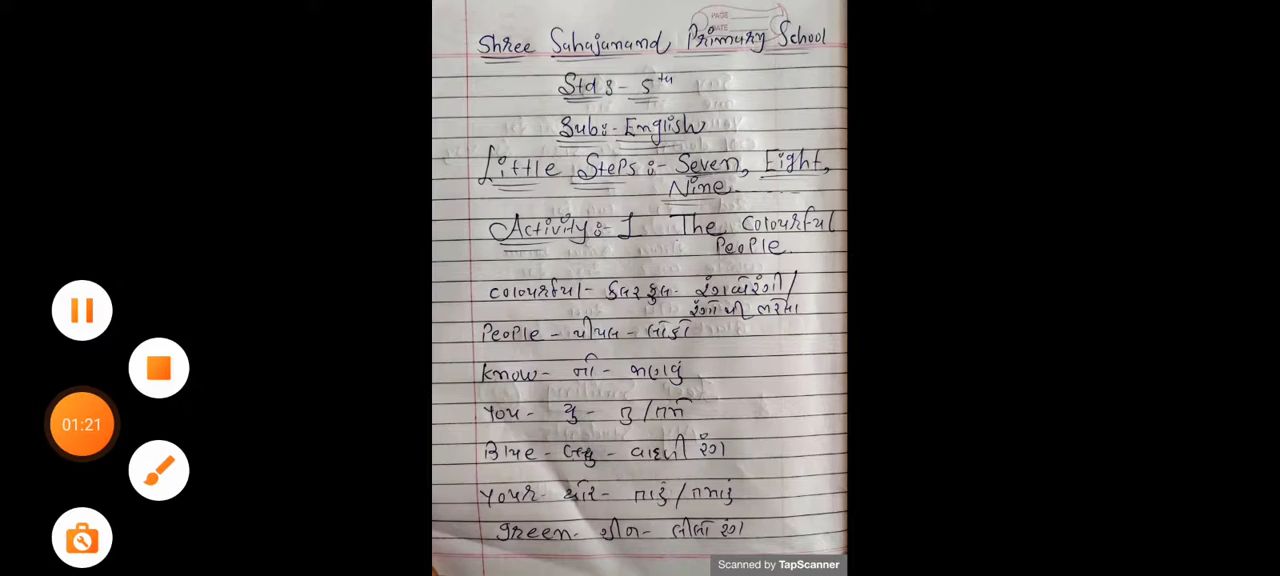 PAGE
DATE
Shree Sahajanand Primary School
Std :- 5th
Sub:- English
Little Steps :- Seven, Eight,
Nine
Activity :- 1 The Colourful
People
Colourful - કલરફુલ - રંગબેરંગી/
રંગોથી ભરેલા
People - પીપલ - લોકો
Know - નો - જાણવું
You - યુ - તું/તમે
Blue - બ્લુ - વાદળી રંગ
Your - યોર - તારું/તમારું
green - ગ્રીન - લીલો રંગ
01:21
Scanned by TapScanner